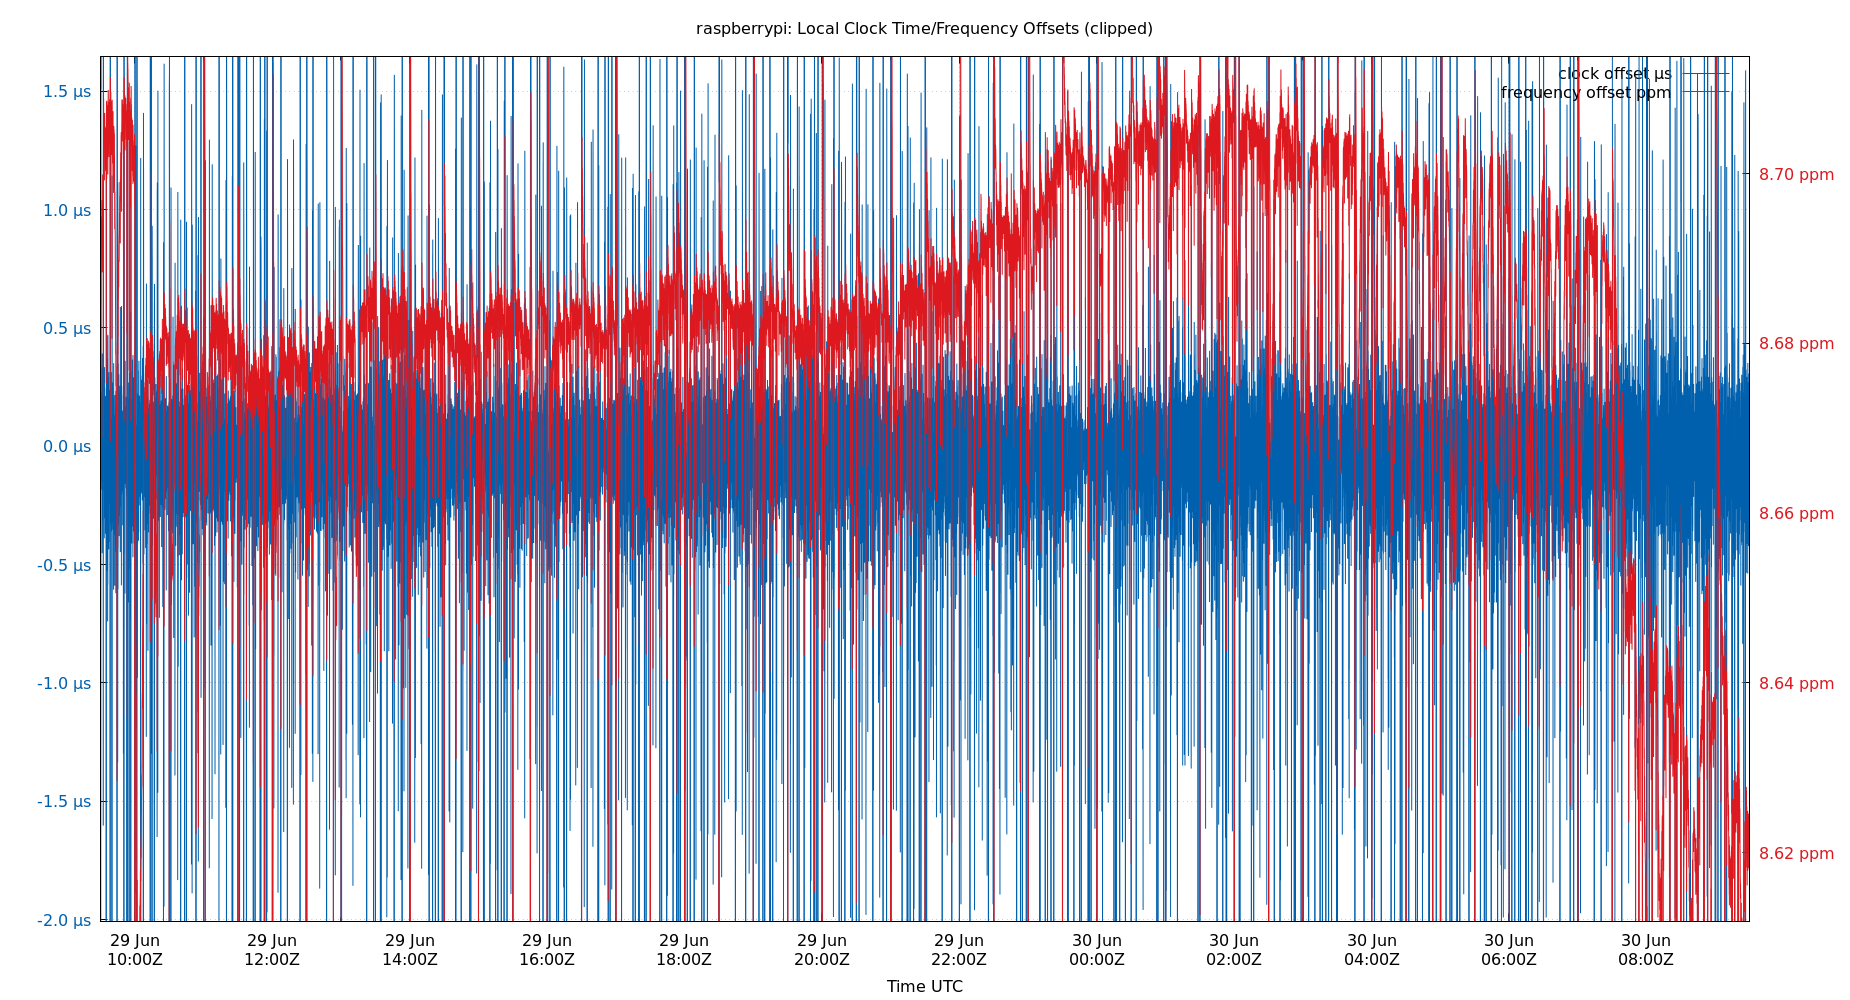 raspberrypi: Local Clock Time/Frequency Offsets (clipped)
clock offset µs
frequency offset ppm
1.5 µs
1.0 µs
0.5 µs
0.0 µs
-0.5 µs
-1.0 µs
-1.5 µs
-2.0 µs
8.70 ppm
8.68 ppm
8.66 ppm
8.64 ppm
8.62 ppm
29 Jun 29 Jun 29 Jun 29 Jun 29 Jun 29 Jun 29 Jun 30 Jun 30 Jun 30 Jun 30 Jun 30 Jun
10:00Z 12:00Z 14:00Z 16:00Z 18:00Z 20:00Z 22:00Z 00:00Z 02:00Z 04:00Z 06:00Z 08:00Z
Time UTC